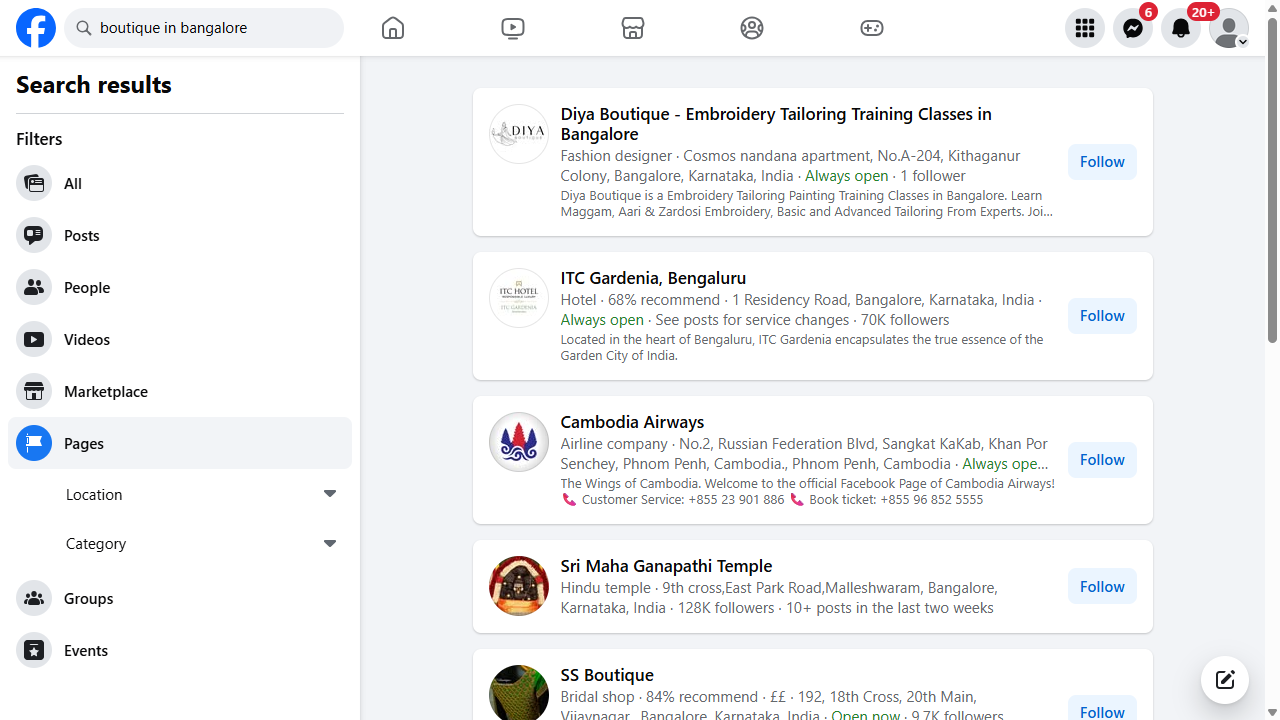 boutique in bangalore
6
20+
Search results
Filters
All
Posts
People
Videos
Marketplace
Pages
Location
Category
Groups
Events
DIYA
BOUTIQUE
Diya Boutique - Embroidery Tailoring Training Classes in
Bangalore
Fashion designer · Cosmos nandana apartment, No.A-204, Kithaganur
Colony, Bangalore, Karnataka, India · Always open · 1 follower
Diya Boutique is a Embroidery Tailoring Painting Training Classes in Bangalore. Learn
Maggam, Aari & Zardosi Embroidery, Basic and Advanced Tailoring From Experts. Joi...
Follow
ITC HOTEL
RESPONSIBLE LUXURY
ITC GARDENIA
ITC Gardenia, Bengaluru
Hotel · 68% recommend · 1 Residency Road, Bangalore, Karnataka, India ·
Always open · See posts for service changes · 70K followers
Located in the heart of Bengaluru, ITC Gardenia encapsulates the true essence of the
Garden City of India.
Follow
Cambodia Airways
Airline company · No.2, Russian Federation Blvd, Sangkat KaKab, Khan Por
Senchey, Phnom Penh, Cambodia., Phnom Penh, Cambodia · Always ope...
The Wings of Cambodia. Welcome to the official Facebook Page of Cambodia Airways!
📞 Customer Service: +855 23 901 886 📞 Book ticket: +855 96 852 5555
Follow
Sri Maha Ganapathi Temple
Hindu temple · 9th cross,East Park Road,Malleshwaram, Bangalore,
Karnataka, India · 128K followers · 10+ posts in the last two weeks
Follow
SS Boutique
Bridal shop · 84% recommend · ££ · 192, 18th Cross, 20th Main,
Vijaynagar,, Bangalore, Karnataka, India · Open now · 9.7K followers
Follow